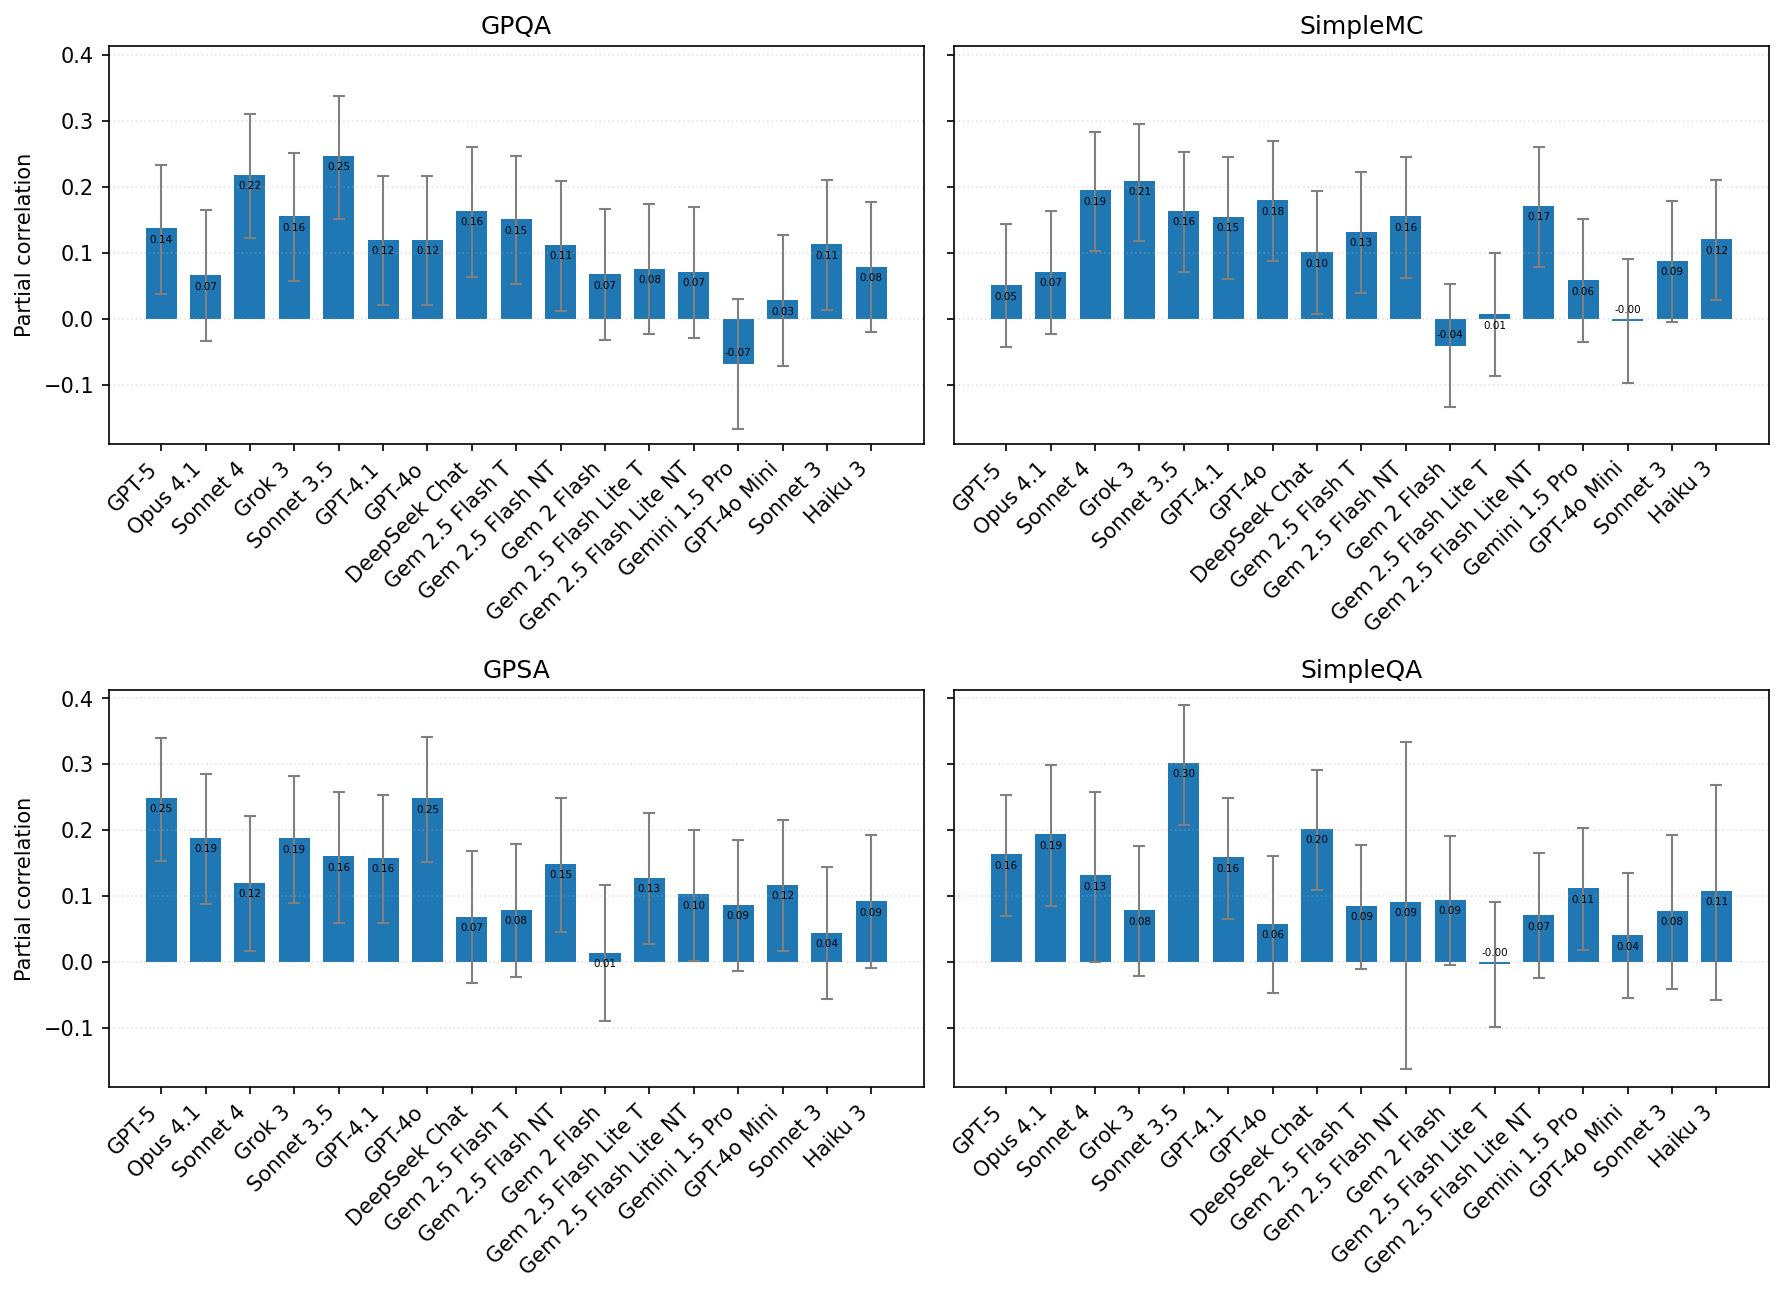 GPQA
SimpleMC
Partial correlation
0.4
0.3
0.2
0.1
0.0
−0.1
0.14
0.07
0.22
0.16
0.25
0.12
0.12
0.16
0.15
0.11
0.07
0.08
0.07
-0.07
0.03
0.11
0.08
0.05
0.07
0.19
0.21
0.16
0.15
0.18
0.10
0.13
0.16
-0.04
0.01
0.17
0.06
-0.00
0.09
0.12
GPT-5
Opus 4.1
Sonnet 4
Grok 3
Sonnet 3.5
GPT-4.1
GPT-4o
DeepSeek Chat
Gem 2.5 Flash T
Gem 2.5 Flash NT
Gem 2 Flash
Gem 2.5 Flash Lite T
Gem 2.5 Flash Lite NT
Gemini 1.5 Pro
GPT-4o Mini
Sonnet 3
Haiku 3
GPT-5
Opus 4.1
Sonnet 4
Grok 3
Sonnet 3.5
GPT-4.1
GPT-4o
DeepSeek Chat
Gem 2.5 Flash T
Gem 2.5 Flash NT
Gem 2 Flash
Gem 2.5 Flash Lite T
Gem 2.5 Flash Lite NT
Gemini 1.5 Pro
GPT-4o Mini
Sonnet 3
Haiku 3
GPSA
SimpleQA
Partial correlation
0.4
0.3
0.2
0.1
0.0
−0.1
0.25
0.19
0.12
0.19
0.16
0.16
0.25
0.07
0.08
0.15
0.01
0.13
0.10
0.09
0.12
0.04
0.09
0.16
0.19
0.13
0.08
0.30
0.16
0.06
0.20
0.09
0.09
0.09
-0.00
0.07
0.11
0.04
0.08
0.11
GPT-5
Opus 4.1
Sonnet 4
Grok 3
Sonnet 3.5
GPT-4.1
GPT-4o
DeepSeek Chat
Gem 2.5 Flash T
Gem 2.5 Flash NT
Gem 2 Flash
Gem 2.5 Flash Lite T
Gem 2.5 Flash Lite NT
Gemini 1.5 Pro
GPT-4o Mini
Sonnet 3
Haiku 3
GPT-5
Opus 4.1
Sonnet 4
Grok 3
Sonnet 3.5
GPT-4.1
GPT-4o
DeepSeek Chat
Gem 2.5 Flash T
Gem 2.5 Flash NT
Gem 2 Flash
Gem 2.5 Flash Lite T
Gem 2.5 Flash Lite NT
Gemini 1.5 Pro
GPT-4o Mini
Sonnet 3
Haiku 3